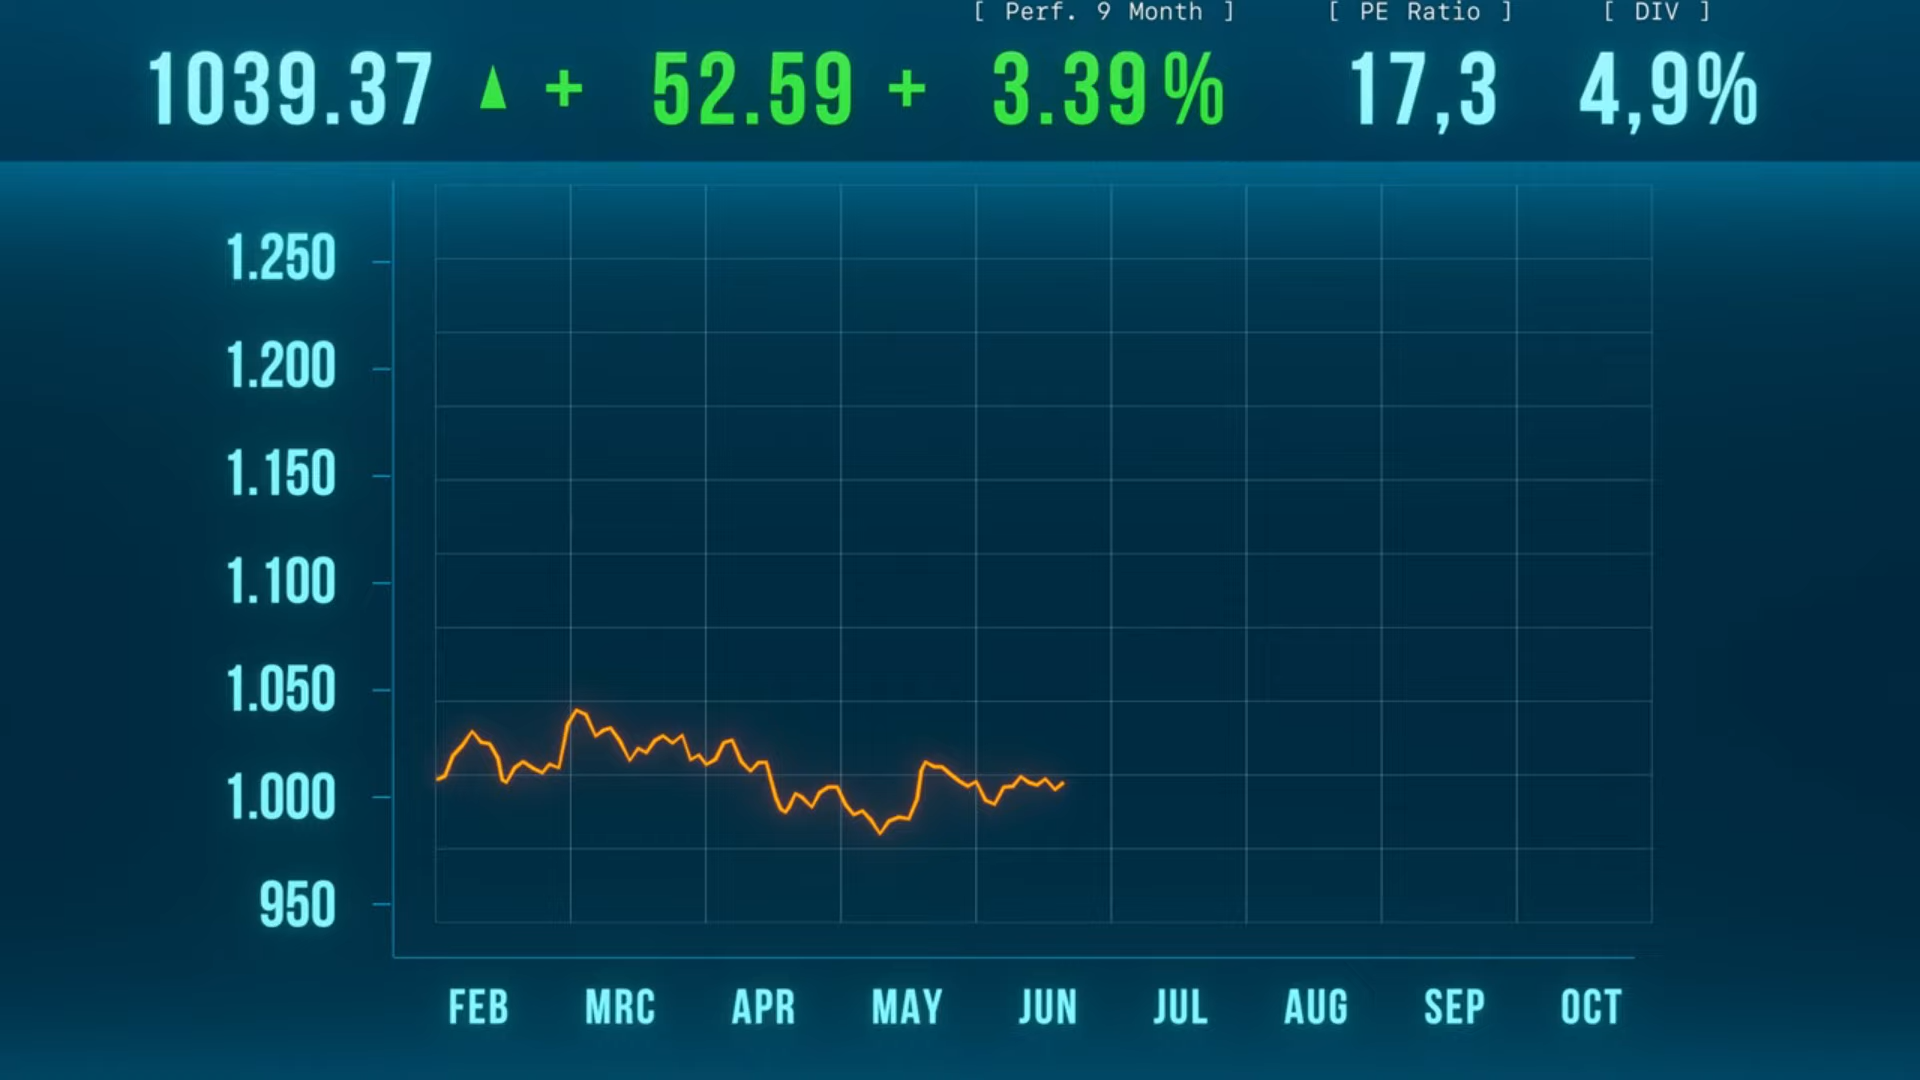 [ Perf. 9 Month ] [ PE Ratio ] [ DIV ]
1039.37 ▲ + 52.59 + 3.39% 17,3 4,9%
1.250
1.200
1.150
1.100
1.050
1.000
950
FEB MRC APR MAY JUN JUL AUG SEP OCT